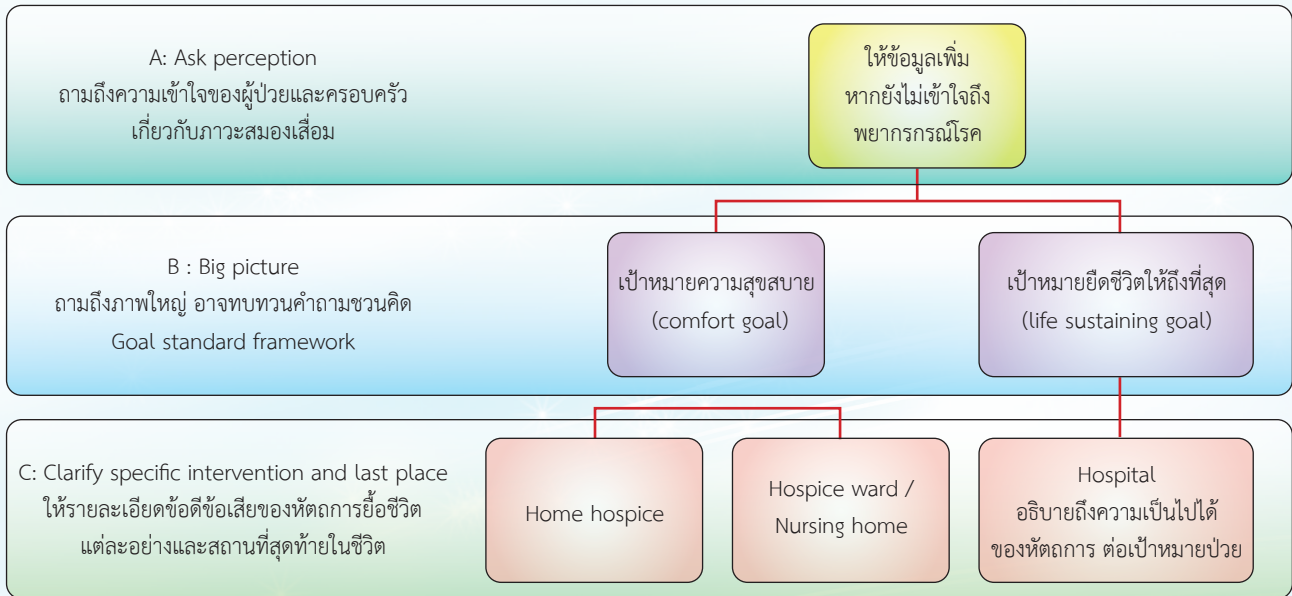 A: Ask perception
ถามถึงความเข้าใจของผู้ป่วยและครอบครัว
เกี่ยวกับภาวะสมองเสื่อม
ให้ข้อมูลเพิ่ม
หากยังไม่เข้าใจถึง
พยากรกรณ์โรค
B : Big picture
ถามถึงภาพใหญ่ อาจทบทวนคำถามชวนคิด
Goal standard framework
เป้าหมายความสุขสบาย
(comfort goal)
เป้าหมายยืดชีวิตให้ถึงที่สุด
(life sustaining goal)
C: Clarify specific intervention and last place
ให้รายละเอียดข้อดีข้อเสียของหัตถการยื้อชีวิต
แต่ละอย่างและสถานที่สุดท้ายในชีวิต
Home hospice
Hospice ward /
Nursing home
Hospital
อธิบายถึงความเป็นไปได้
ของหัตถการ ต่อเป้าหมายป่วย